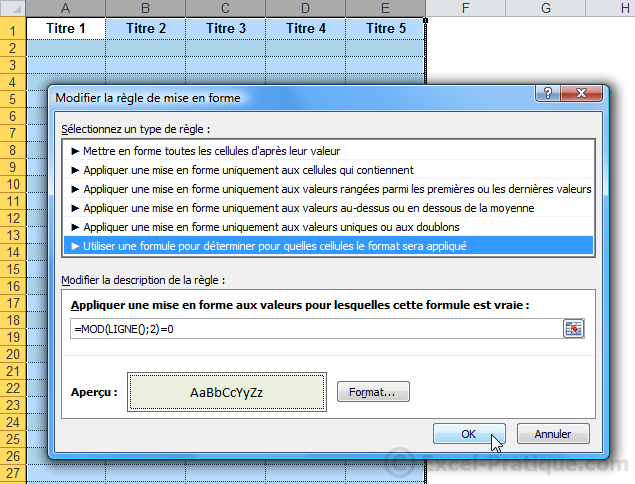 A B C D E F G H
1 Titre 1 Titre 2 Titre 3 Titre 4 Titre 5
2
3
4
5
6
7
8
9
10
11
12
13
14
15
16
17
18
19
20
21
22
23
24
25
26
27
Modifier la règle de mise en forme
Sélectionnez un type de règle :
► Mettre en forme toutes les cellules d'après leur valeur
► Appliquer une mise en forme uniquement aux cellules qui contiennent
► Appliquer une mise en forme uniquement aux valeurs rangées parmi les premières ou les dernières valeurs
► Appliquer une mise en forme uniquement aux valeurs au-dessus ou en dessous de la moyenne
► Appliquer une mise en forme uniquement aux valeurs uniques ou aux doublons
► Utiliser une formule pour déterminer pour quelles cellules le format sera appliqué
Modifier la description de la règle :
Appliquer une mise en forme aux valeurs pour lesquelles cette formule est vraie :
=MOD(LIGNE();2)=0
Aperçu : AaBbCcYyZz Format...
OK Annuler
© Excel-Pratique.com